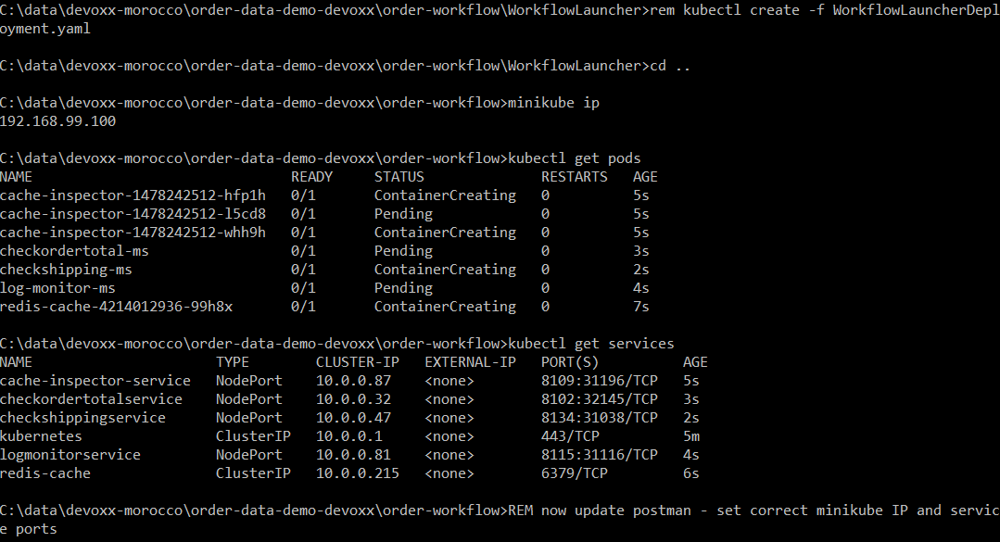 C:\data\devoxx-morocco\order-data-demo-devoxx\order-workflow\WorkflowLauncher>rem kubectl create -f WorkflowLauncherDepl
oyment.yaml
C:\data\devoxx-morocco\order-data-demo-devoxx\order-workflow\WorkflowLauncher>cd ..
C:\data\devoxx-morocco\order-data-demo-devoxx\order-workflow>minikube ip
192.168.99.100
C:\data\devoxx-morocco\order-data-demo-devoxx\order-workflow>kubectl get pods
NAME READY STATUS RESTARTS AGE
cache-inspector-1478242512-hfp1h 0/1 ContainerCreating 0 5s
cache-inspector-1478242512-l5cd8 0/1 Pending 0 5s
cache-inspector-1478242512-whh9h 0/1 ContainerCreating 0 5s
checkordertotal-ms 0/1 Pending 0 3s
checkshipping-ms 0/1 ContainerCreating 0 2s
log-monitor-ms 0/1 Pending 0 4s
redis-cache-4214012936-99h8x 0/1 ContainerCreating 0 7s
C:\data\devoxx-morocco\order-data-demo-devoxx\order-workflow>kubectl get services
NAME TYPE CLUSTER-IP EXTERNAL-IP PORT(S) AGE
cache-inspector-service NodePort 10.0.0.87 <none> 8109:31196/TCP 5s
checkordertotalservice NodePort 10.0.0.32 <none> 8102:32145/TCP 3s
checkshippingservice NodePort 10.0.0.47 <none> 8134:31038/TCP 2s
kubernetes ClusterIP 10.0.0.1 <none> 443/TCP 5m
logmonitorservice NodePort 10.0.0.81 <none> 8115:31116/TCP 4s
redis-cache ClusterIP 10.0.0.215 <none> 6379/TCP 6s
C:\data\devoxx-morocco\order-data-demo-devoxx\order-workflow>REM now update postman - set correct minikube IP and servic
e ports